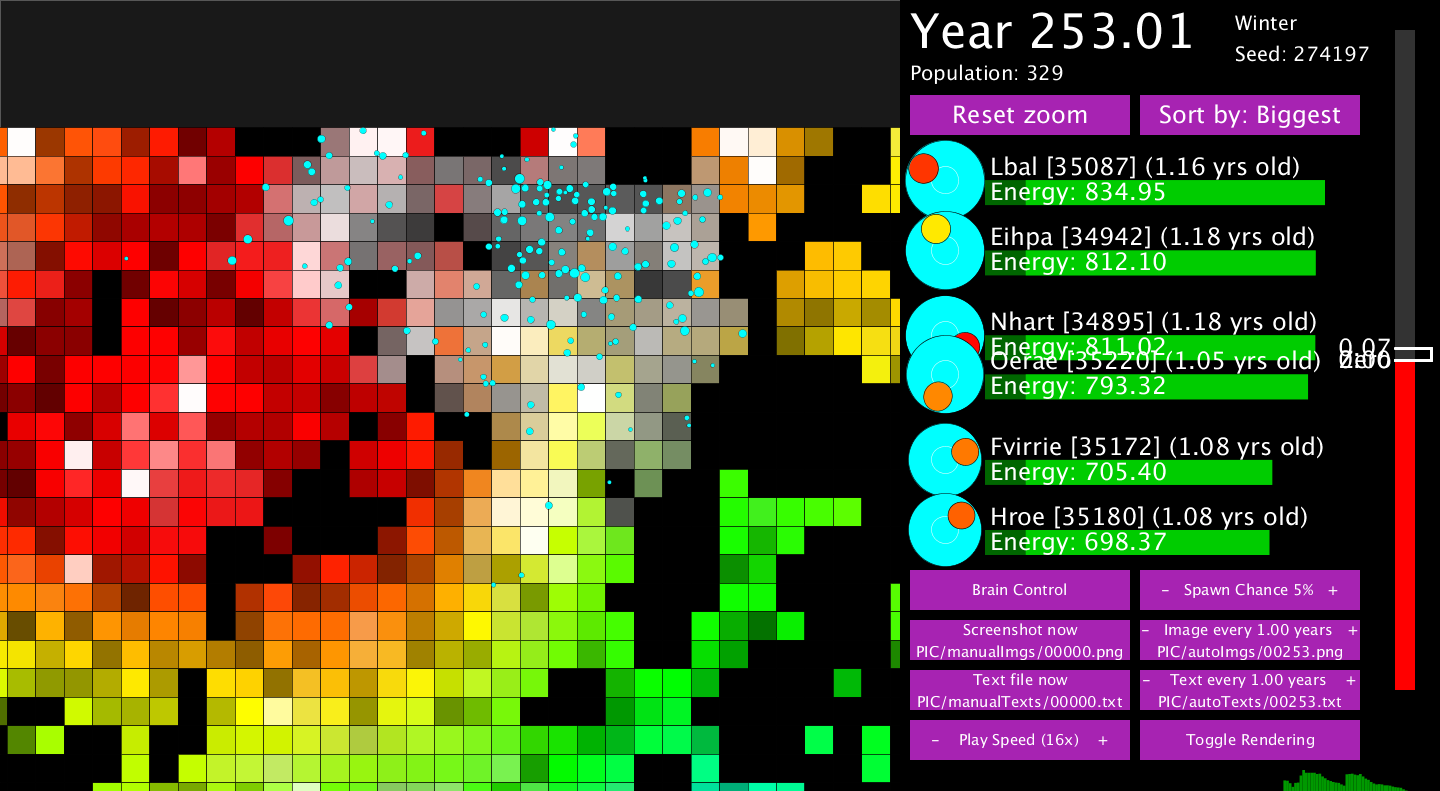 Year 253.01
Winter
Seed: 274197
Population: 329
Reset zoom
Sort by: Biggest
Lbal [35087] (1.16 yrs old)
Energy: 834.95
Eihpa [34942] (1.18 yrs old)
Energy: 812.10
Nhart [34895] (1.18 yrs old)
Energy: 811.02
0.07
Oerae [35220] (1.05 yrs old)
Energy: 793.32
Fvirrie [35172] (1.08 yrs old)
Energy: 705.40
Hroe [35180] (1.08 yrs old)
Energy: 698.37
Brain Control
- Spawn Chance 5% +
Screenshot now
PIC/manualImgs/00000.png
- Image every 1.00 years +
PIC/autoImgs/00253.png
Text file now
PIC/manualTexts/00000.txt
- Text every 1.00 years +
PIC/autoTexts/00253.txt
- Play Speed (16x) +
Toggle Rendering